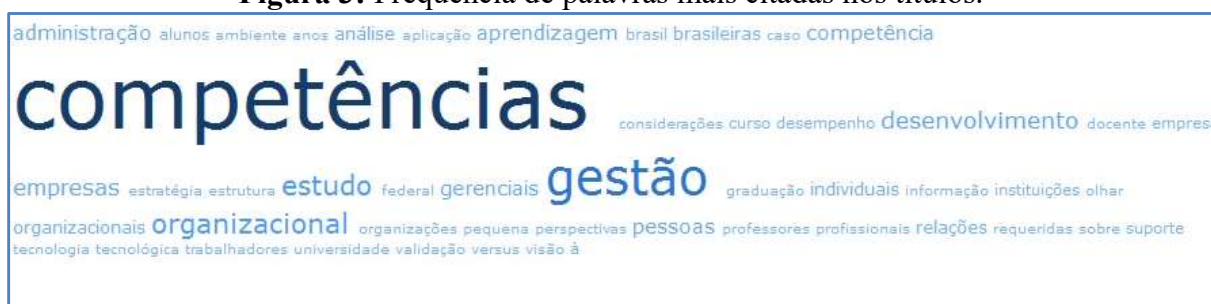 Figura 3: Frequência de palavras mais citadas nos títulos.
administração alunos ambiente anos análise aplicação aprendizagem brasil brasileiras caso competência
competências considerações curso desempenho desenvolvimento docente empres
empresas estratégia estrutura estudo federal gerenciais gestão graduação individuais informação instituições olhar
organizacionais organizacional organizações pequena perspectivas pessoas professores profissionais relações requeridas sobre suporte
tecnologia tecnológica trabalhadores universidade validação versus visão à